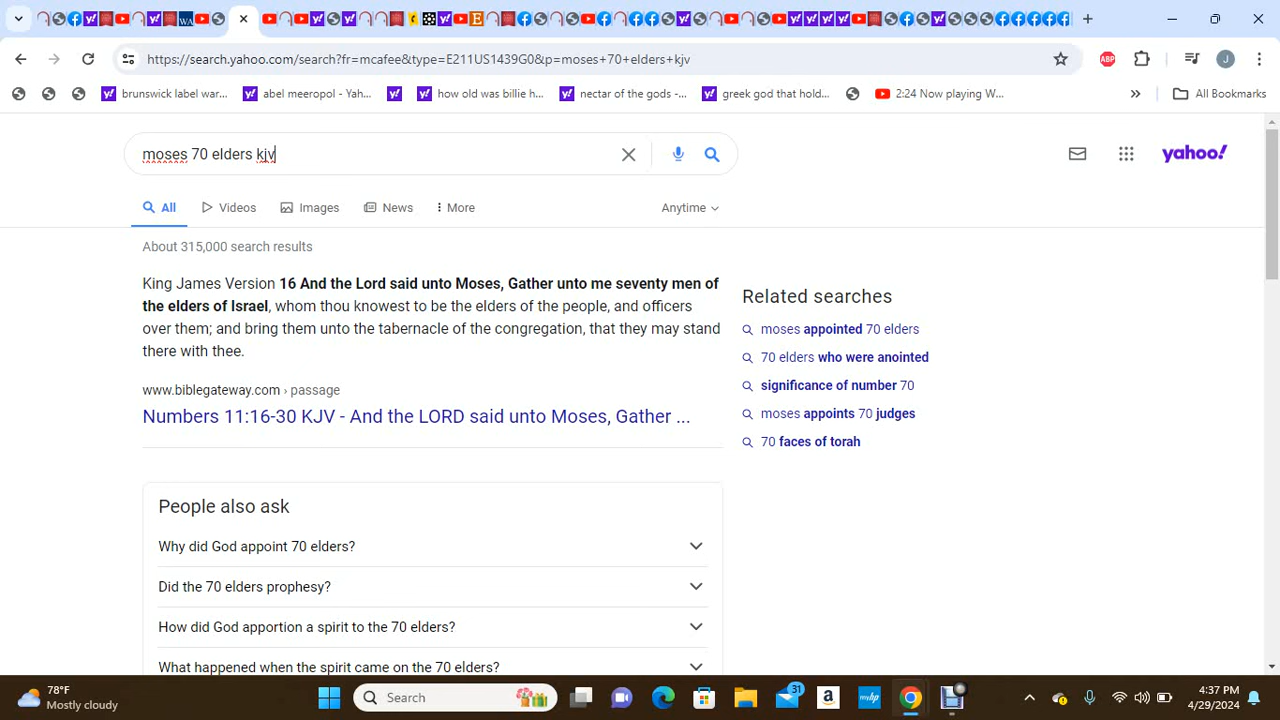 https://search.yahoo.com/search?fr=mcafee&type=E211US1439G0&p=moses+70+elders+kjv
ABP
J
brunswick label war...
abel meeropol - Yah...
how old was billie h...
nectar of the gods -...
greek god that hold...
2:24 Now playing W...
»
All Bookmarks
moses 70 elders kjv
yahoo!
All
Videos
Images
News
More
Anytime
About 315,000 search results
King James Version 16 And the Lord said unto Moses, Gather unto me seventy men of
the elders of Israel, whom thou knowest to be the elders of the people, and officers
over them; and bring them unto the tabernacle of the congregation, that they may stand
there with thee.
www.biblegateway.com › passage
Numbers 11:16-30 KJV - And the LORD said unto Moses, Gather ...
Related searches
moses appointed 70 elders
70 elders who were anointed
significance of number 70
moses appoints 70 judges
70 faces of torah
People also ask
Why did God appoint 70 elders?
Did the 70 elders prophesy?
How did God apportion a spirit to the 70 elders?
What happened when the spirit came on the 70 elders?
78°F
Mostly cloudy
Search
31
4:37 PM
4/29/2024